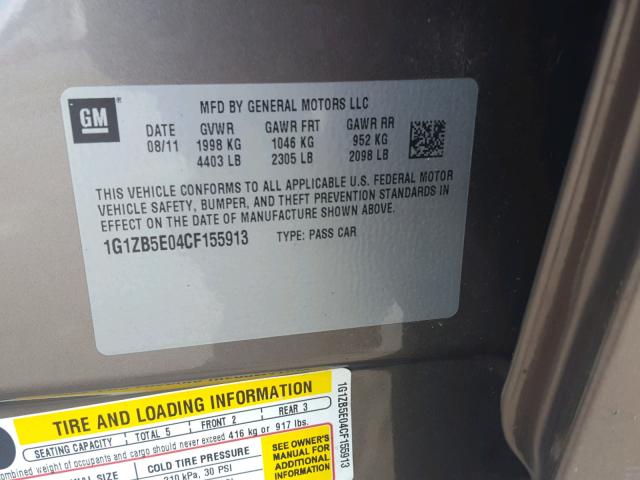 GM
MFD BY GENERAL MOTORS LLC
DATE GVWR GAWR FRT GAWR RR
08/11 1998 KG 1046 KG 952 KG
4403 LB 2305 LB 2098 LB
THIS VEHICLE CONFORMS TO ALL APPLICABLE U.S. FEDERAL MOTOR
VEHICLE SAFETY, BUMPER, AND THEFT PREVENTION STANDARDS IN
EFFECT ON THE DATE OF MANUFACTURE SHOWN ABOVE.
1G1ZB5E04CF155913 TYPE: PASS CAR
TIRE AND LOADING INFORMATION
SEATING CAPACITY TOTAL 5 FRONT 2 REAR 3
combined weight of occupants and cargo should never exceed 416 kg or 917 lbs.
SIZE COLD TIRE PRESSURE
210 kPa, 30 PSI
SEE OWNER'S
MANUAL FOR
ADDITIONAL
INFORMATION
1G1ZB5E04CF155913